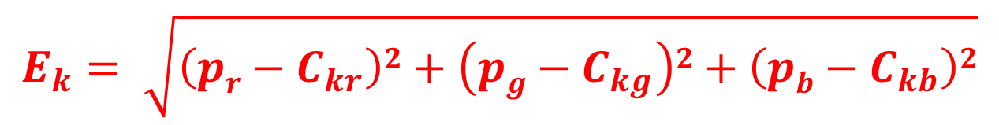 E_k = √((p_r − C_kr)² + (p_g − C_kg)² + (p_b − C_kb)²)